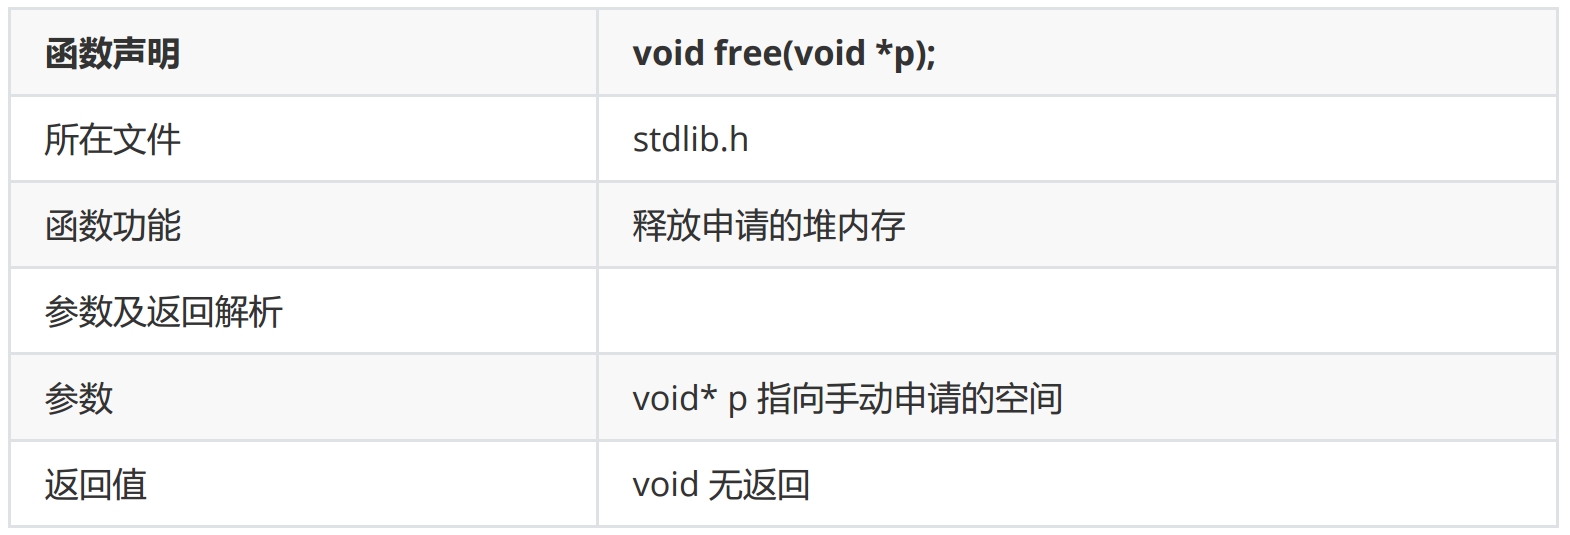 函数声明 void free(void *p);
所在文件 stdlib.h
函数功能 释放申请的堆内存
参数及返回解析
参数 void* p 指向手动申请的空间
返回值 void 无返回